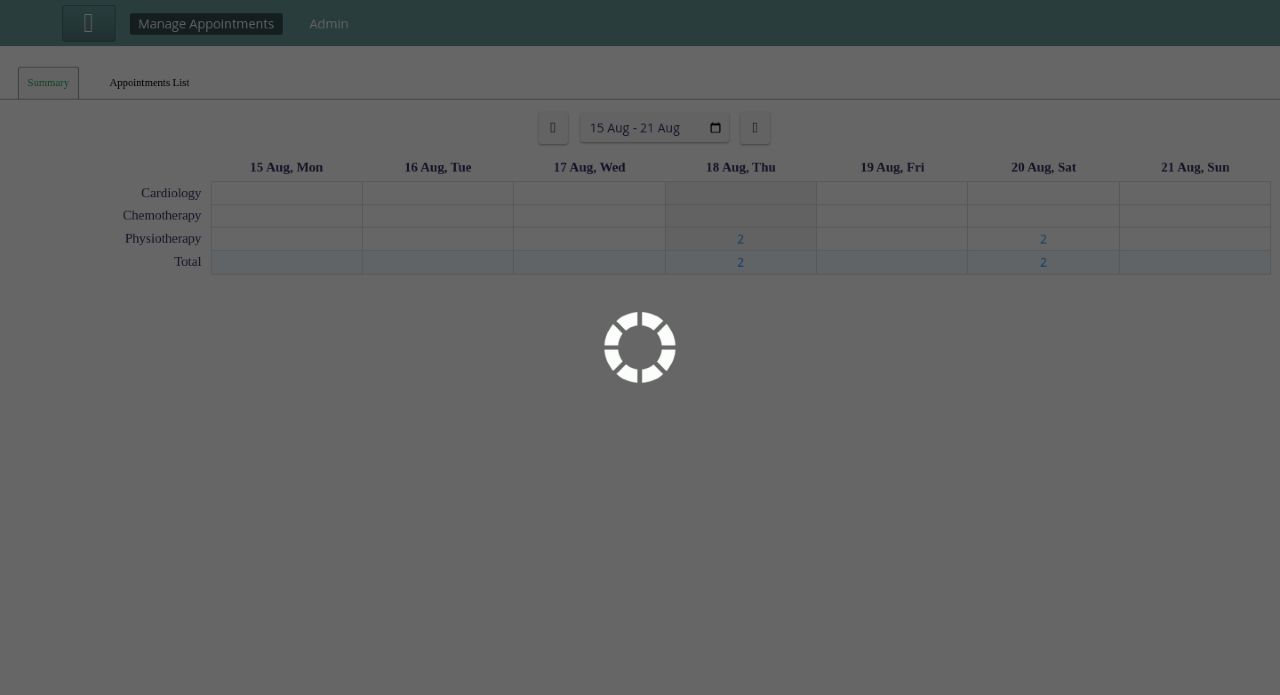 Manage Appointments Admin
Summary Appointments List
15 Aug - 21 Aug
15 Aug, Mon 16 Aug, Tue 17 Aug, Wed 18 Aug, Thu 19 Aug, Fri 20 Aug, Sat 21 Aug, Sun
Cardiology
Chemotherapy
Physiotherapy 2 2
Total 2 2